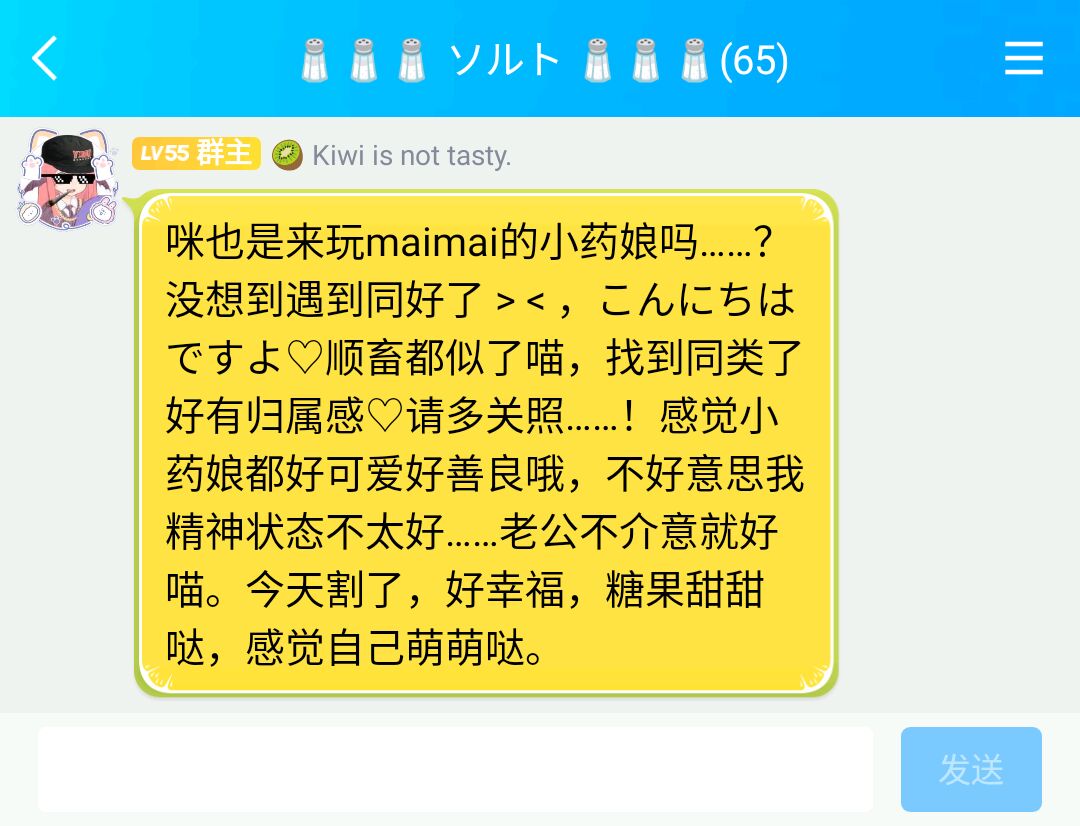 ソルト (65)
LV55 群主 Kiwi is not tasty.
咪也是来玩maimai的小药娘吗……？
没想到遇到同好了 > < ，こんにちは
ですよ♡顺畜都似了喵，找到同类了
好有归属感♡请多关照……！感觉小
药娘都好可爱好善良哦，不好意思我
精神状态不太好……老公不介意就好
喵。今天割了，好幸福，糖果甜甜
哒，感觉自己萌萌哒。
发送